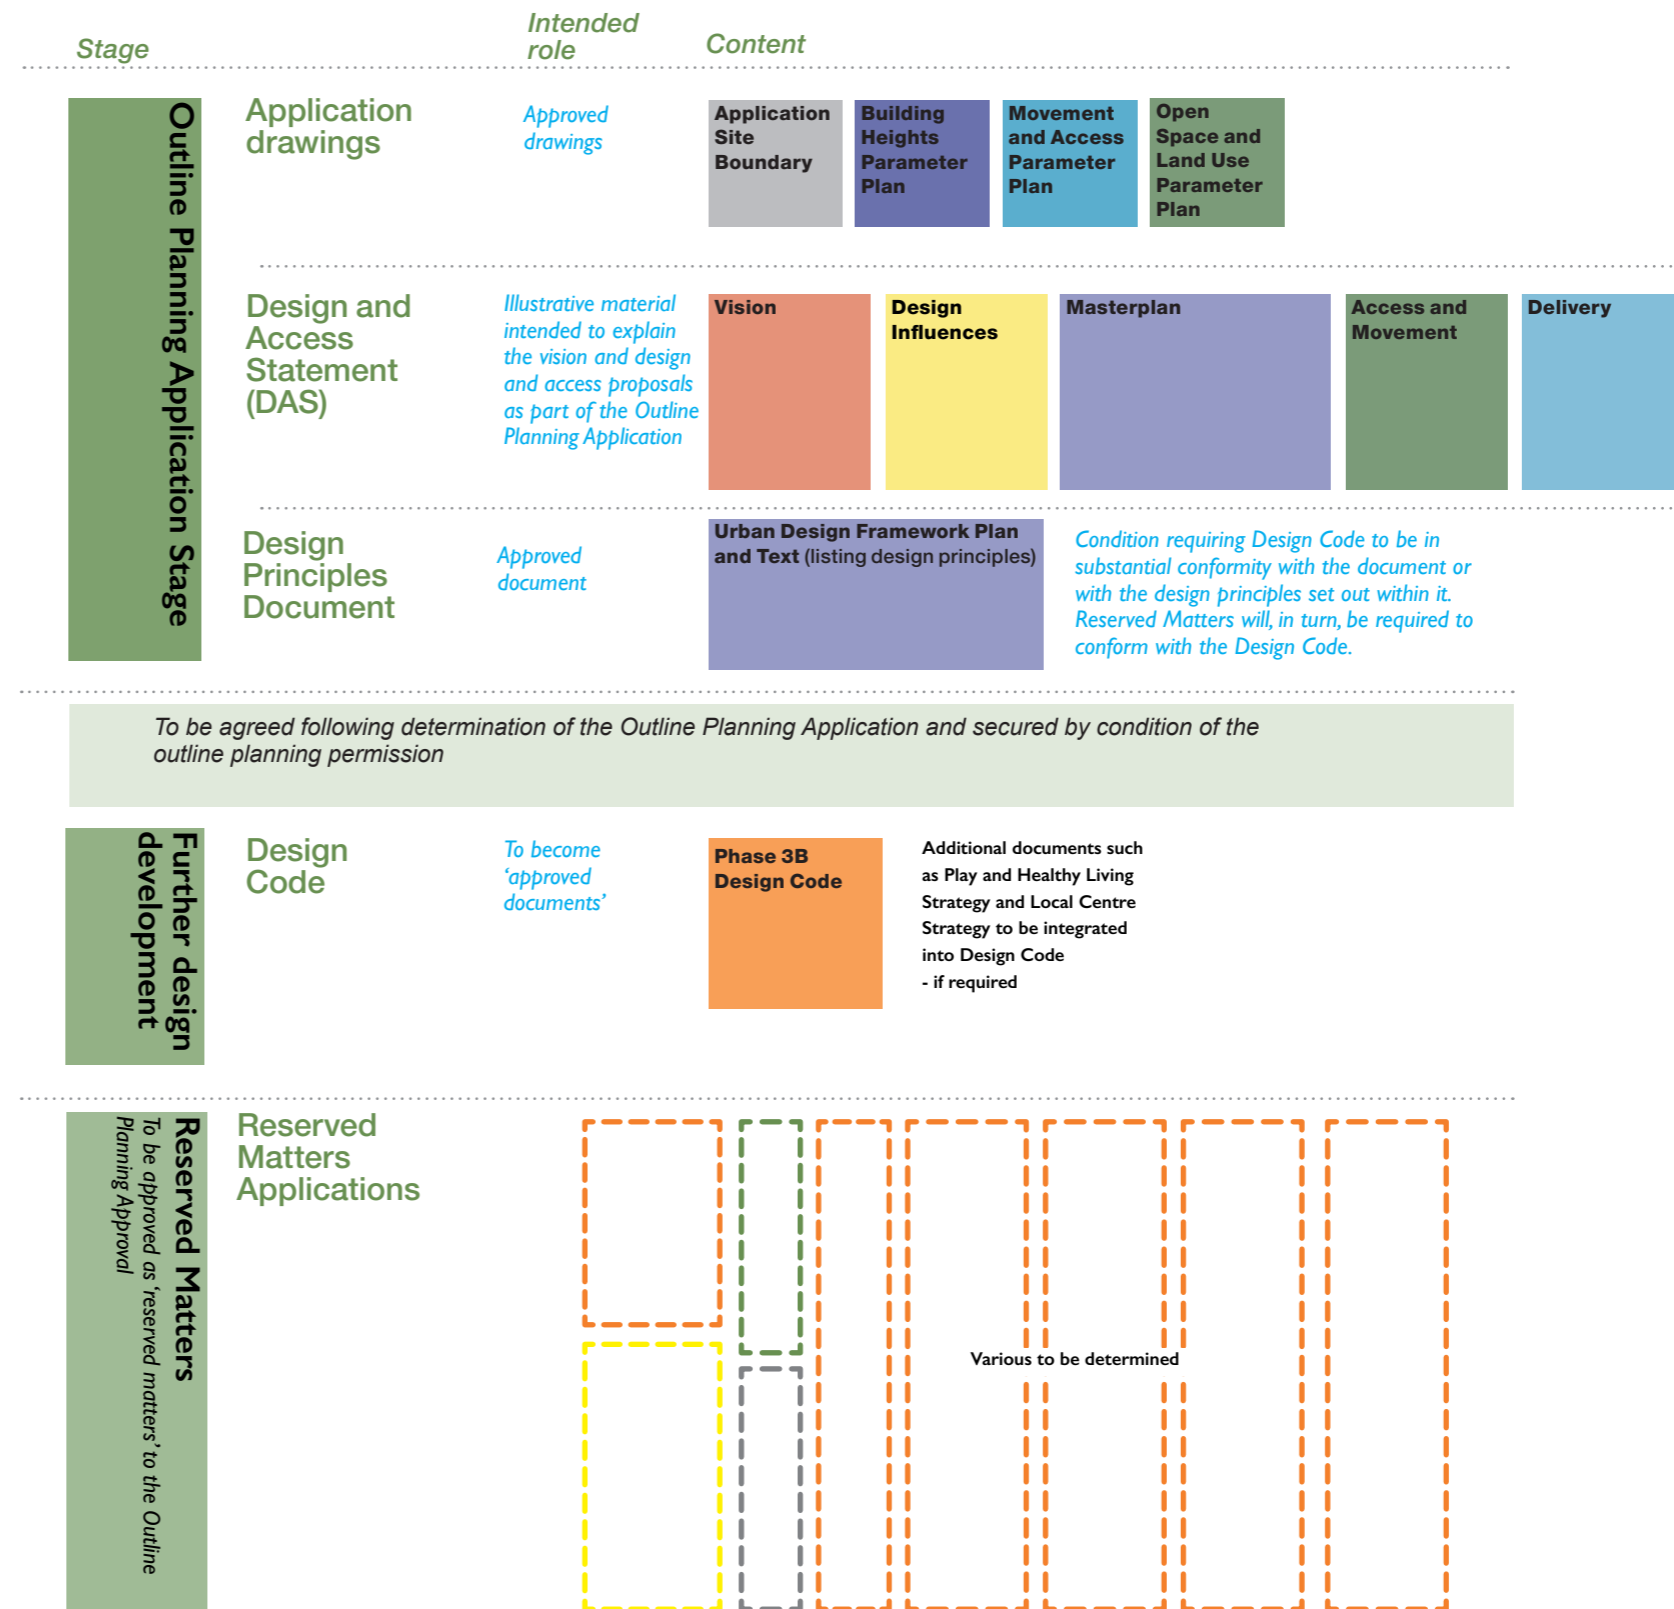 Stage
Intended
role
Content
Outline Planning Application Stage
Application
drawings
Approved
drawings
Application
Site
Boundary
Building
Heights
Parameter
Plan
Movement
and Access
Parameter
Plan
Open
Space and
Land Use
Parameter
Plan
Design and
Access
Statement
(DAS)
Illustrative material
intended to explain
the vision and design
and access proposals
as part of the Outline
Planning Application
Vision
Design
Influences
Masterplan
Access and
Movement
Delivery
Design
Principles
Document
Approved
document
Urban Design Framework Plan
and Text (listing design principles)
Condition requiring Design Code to be in
substantial conformity with the document or
with the design principles set out within it.
Reserved Matters will, in turn, be required to
conform with the Design Code.
To be agreed following determination of the Outline Planning Application and secured by condition of the
outline planning permission
Further design
development
Design
Code
To become
‘approved
documents’
Phase 3B
Design Code
Additional documents such
as Play and Healthy Living
Strategy and Local Centre
Strategy to be integrated
into Design Code
- if required
Reserved Matters
To be approved as ‘reserved matters’ to the Outline
Planning Approval
Reserved
Matters
Applications
Various to be determined